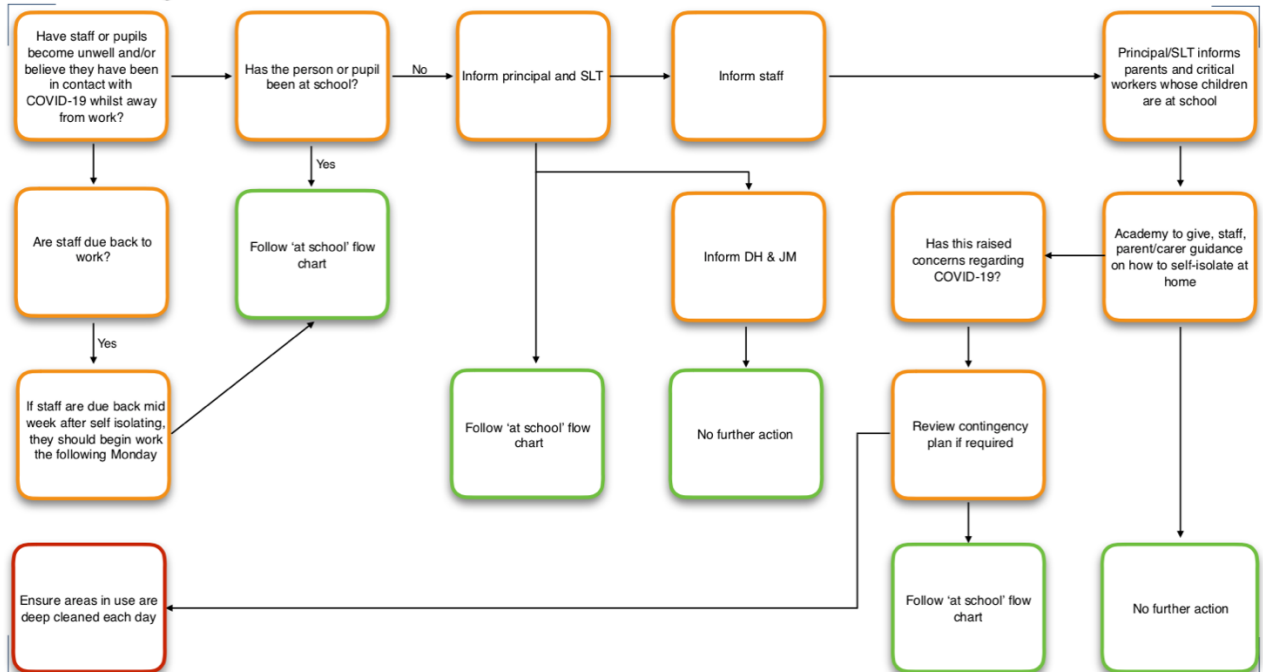 Have staff or pupils
become unwell and/or
believe they have been
in contact with
COVID-19 whilst away
from work?
Has the person or pupil
been at school?
No
Inform principal and SLT
Inform staff
Principal/SLT informs
parents and critical
workers whose children
are at school
Yes
Are staff due back to
work?
Follow ‘at school’ flow
chart
Inform DH & JM
Has this raised
concerns regarding
COVID-19?
Academy to give, staff,
parent/carer guidance
on how to self-isolate at
home
Yes
If staff are due back mid
week after self isolating,
they should begin work
the following Monday
Follow ‘at school’ flow
chart
No further action
Review contingency
plan if required
Ensure areas in use are
deep cleaned each day
Follow ‘at school’ flow
chart
No further action